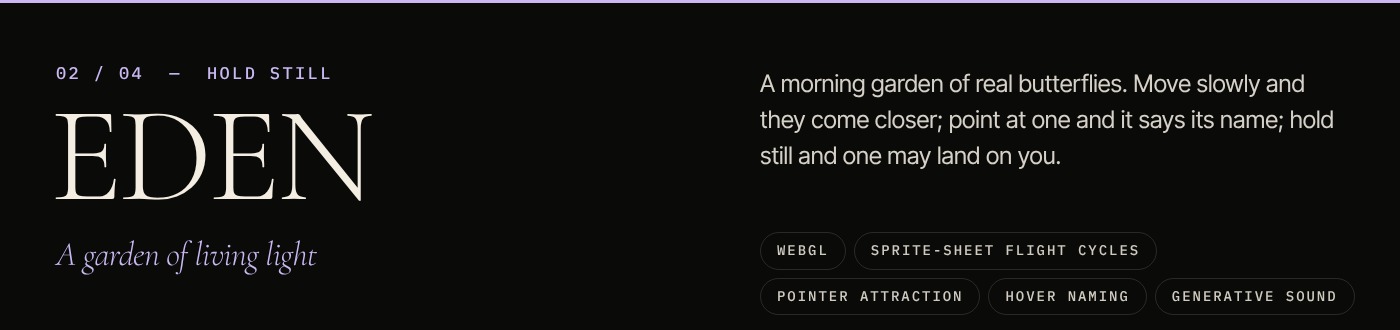 02 / 04 — HOLD STILL
EDEN
A garden of living light
A morning garden of real butterflies. Move slowly and
they come closer; point at one and it says its name; hold
still and one may land on you.
WEBGL
SPRITE-SHEET FLIGHT CYCLES
POINTER ATTRACTION
HOVER NAMING
GENERATIVE SOUND